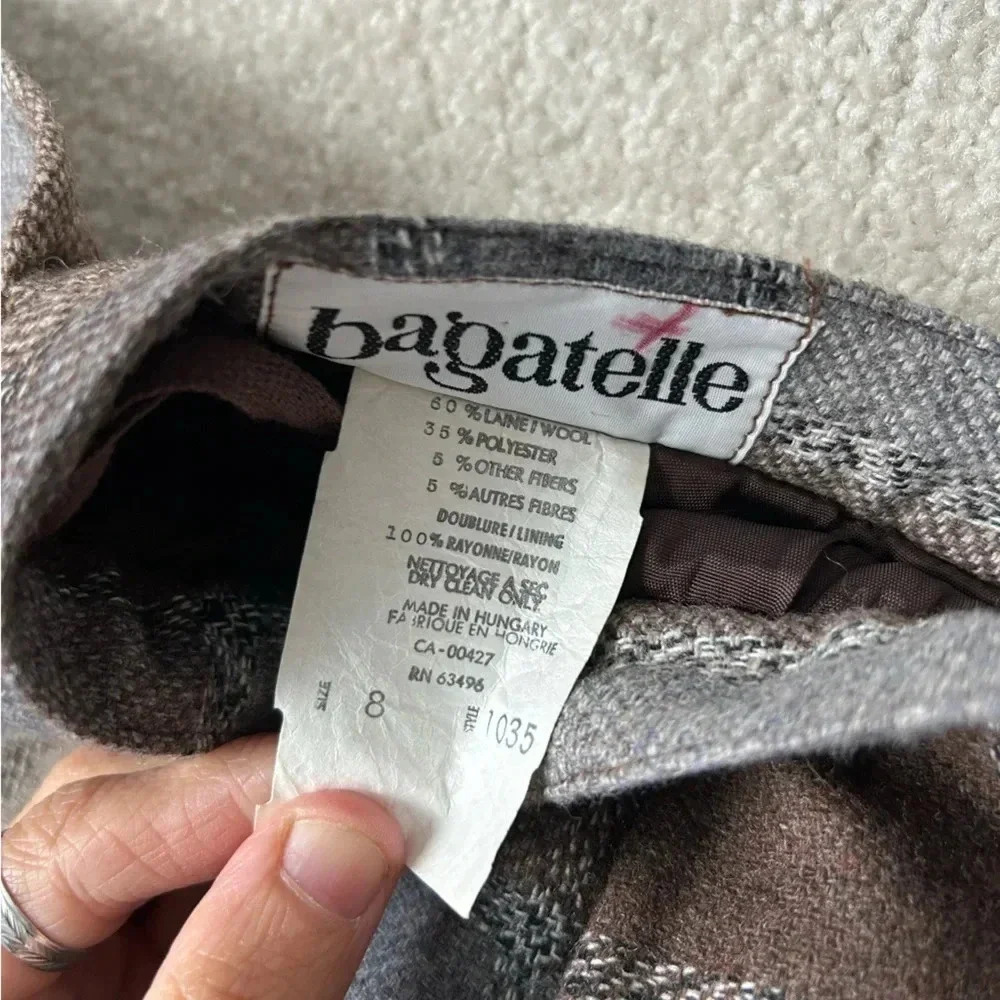 bagatelle
60 % LAINE / WOOL
35 % POLYESTER
5 % OTHER FIBERS
5 % AUTRES FIBRES
DOUBLURE / LINING
100% RAYONNE/RAYON
NETTOYAGE A SEC
DRY CLEAN ONLY
MADE IN HUNGARY
FABRIQUE EN HONGRIE
CA-00427
RN 63496
SIZE 8 STYLE 1035